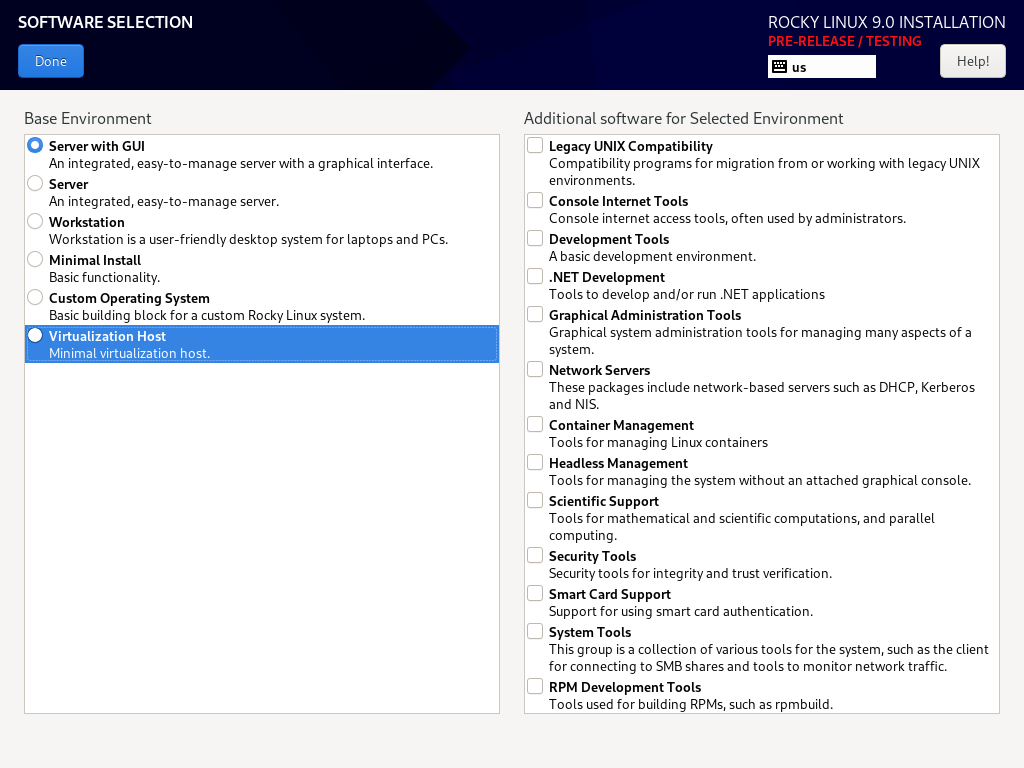 SOFTWARE SELECTION
Done
ROCKY LINUX 9.0 INSTALLATION
PRE-RELEASE / TESTING
us
Help!
Base Environment
Server with GUI
An integrated, easy-to-manage server with a graphical interface.
Server
An integrated, easy-to-manage server.
Workstation
Workstation is a user-friendly desktop system for laptops and PCs.
Minimal Install
Basic functionality.
Custom Operating System
Basic building block for a custom Rocky Linux system.
Virtualization Host
Minimal virtualization host.
Additional software for Selected Environment
Legacy UNIX Compatibility
Compatibility programs for migration from or working with legacy UNIX
environments.
Console Internet Tools
Console internet access tools, often used by administrators.
Development Tools
A basic development environment.
.NET Development
Tools to develop and/or run .NET applications
Graphical Administration Tools
Graphical system administration tools for managing many aspects of a
system.
Network Servers
These packages include network-based servers such as DHCP, Kerberos
and NIS.
Container Management
Tools for managing Linux containers
Headless Management
Tools for managing the system without an attached graphical console.
Scientific Support
Tools for mathematical and scientific computations, and parallel
computing.
Security Tools
Security tools for integrity and trust verification.
Smart Card Support
Support for using smart card authentication.
System Tools
This group is a collection of various tools for the system, such as the client
for connecting to SMB shares and tools to monitor network traffic.
RPM Development Tools
Tools used for building RPMs, such as rpmbuild.